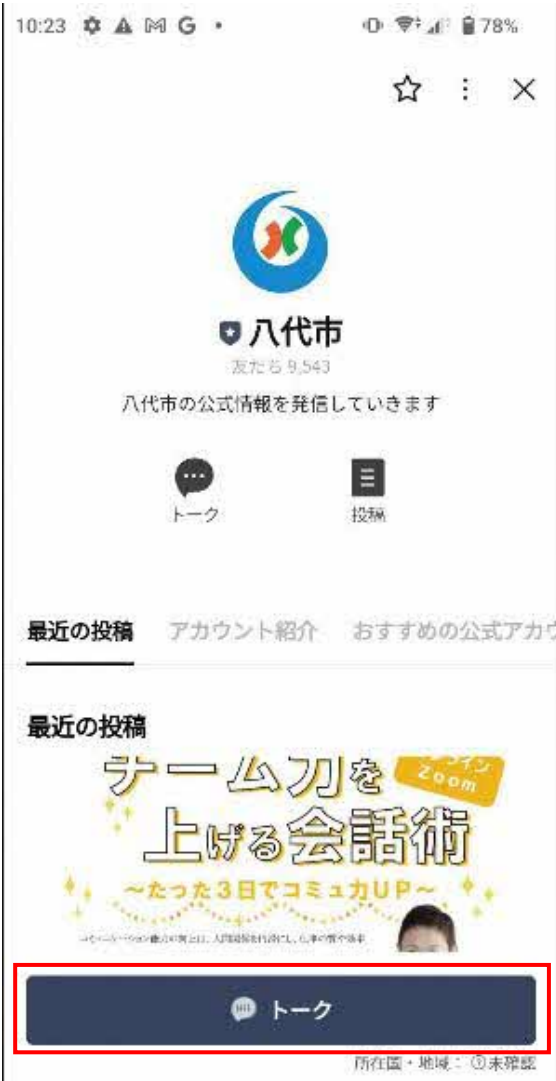 10:23
78%
八代市
友だち 9,543
八代市の公式情報を発信していきます
トーク
投稿
最近の投稿 アカウント紹介 おすすめの公式アカウ
最近の投稿
チーム力を
Zoom
上げる会話術
～たった3日でコミュ力UP～
トーク
所在国・地域： ①未確認